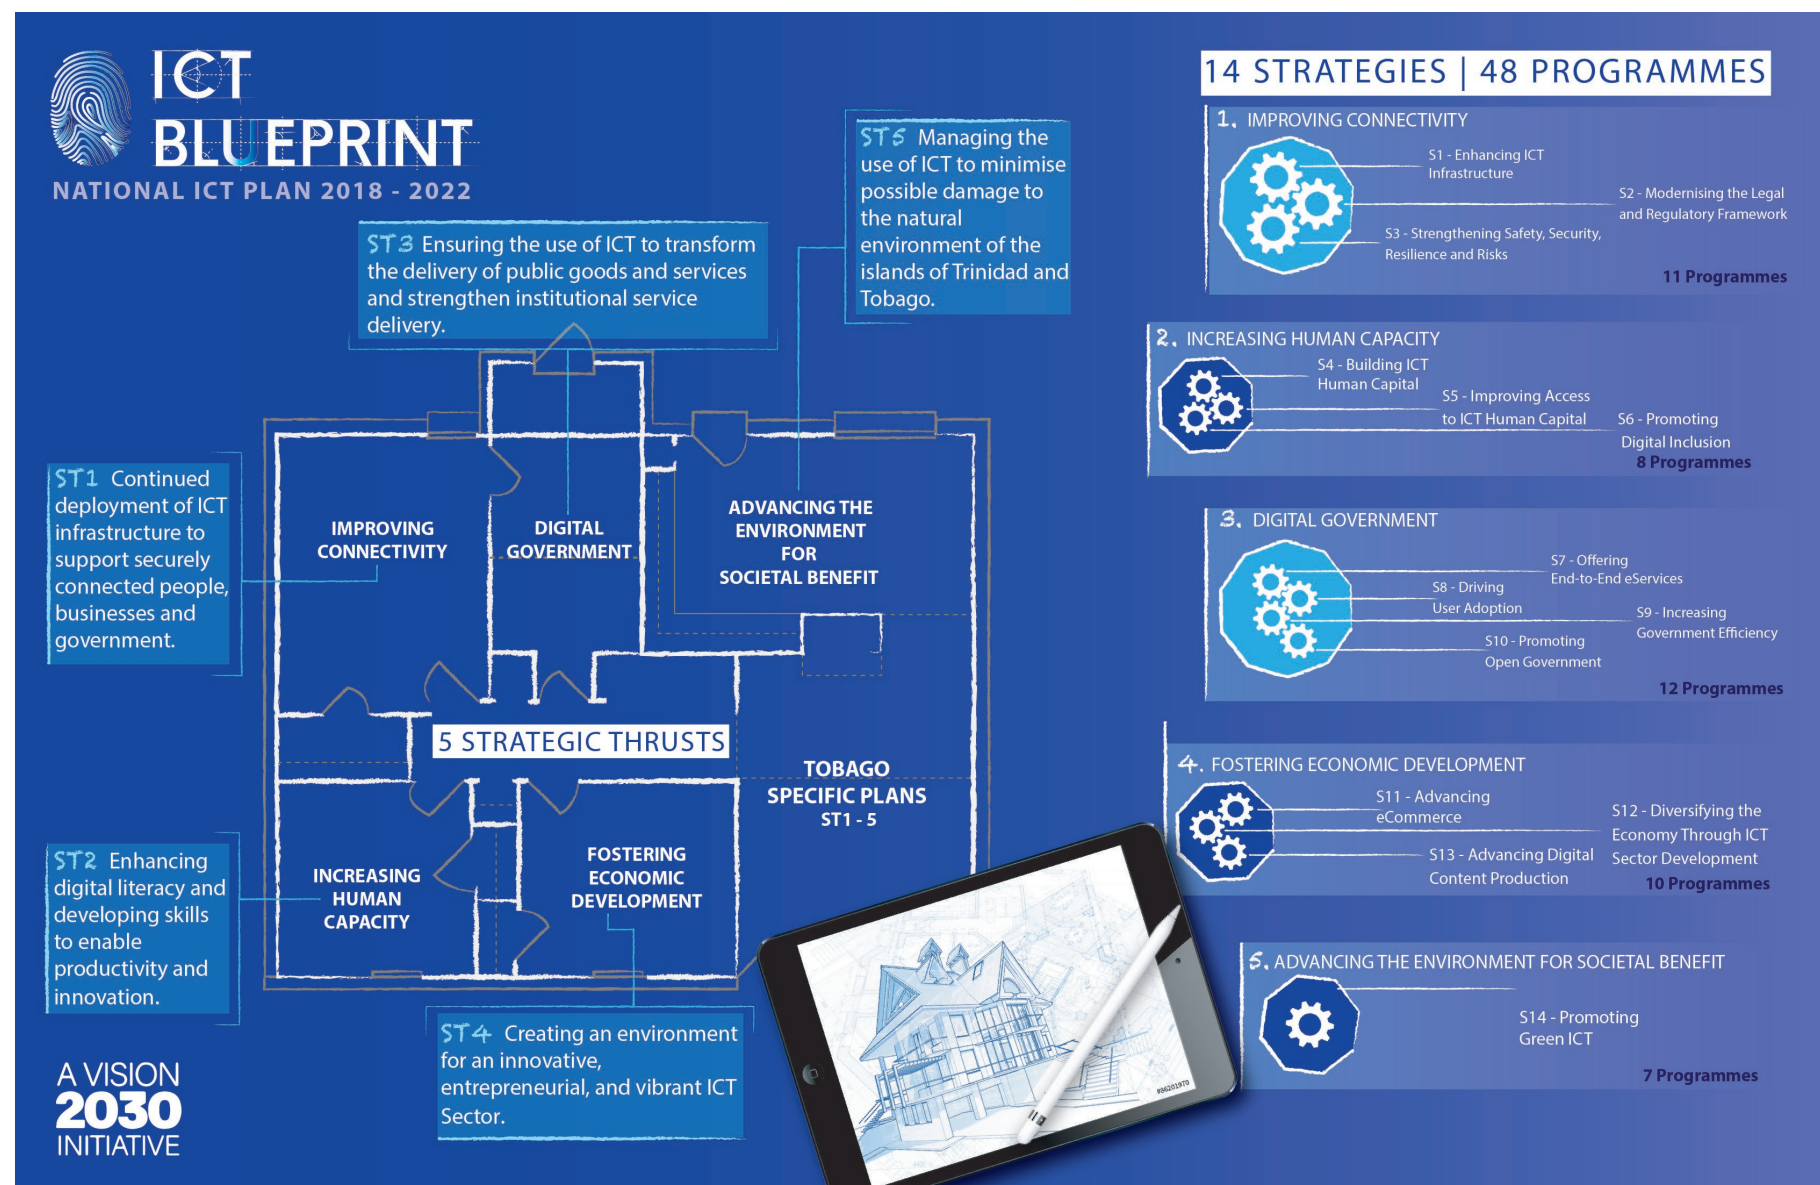 ICT
BLUEPRINT
NATIONAL ICT PLAN 2018 - 2022
ST3 Ensuring the use of ICT to transform
the delivery of public goods and services
and strengthen institutional service
delivery.
ST5 Managing the
use of ICT to minimise
possible damage to
the natural
environment of the
islands of Trinidad and
Tobago.
ST1 Continued
deployment of ICT
infrastructure to
support securely
connected people,
businesses and
government.
IMPROVING
CONNECTIVITY
DIGITAL
GOVERNMENT
ADVANCING THE
ENVIRONMENT
FOR
SOCIETAL BENEFIT
5 STRATEGIC THRUSTS
TOBAGO
SPECIFIC PLANS
ST1 - 5
ST2 Enhancing
digital literacy and
developing skills
to enable
productivity and
innovation.
INCREASING
HUMAN
CAPACITY
FOSTERING
ECONOMIC
DEVELOPMENT
ST4 Creating an environment
for an innovative,
entrepreneurial, and vibrant ICT
Sector.
A VISION
2030
INITIATIVE
#86201970
14 STRATEGIES | 48 PROGRAMMES
1. IMPROVING CONNECTIVITY
S1 - Enhancing ICT
Infrastructure
S2 - Modernising the Legal
and Regulatory Framework
S3 - Strengthening Safety, Security,
Resilience and Risks
11 Programmes
2. INCREASING HUMAN CAPACITY
S4 - Building ICT
Human Capital
S5 - Improving Access
to ICT Human Capital
S6 - Promoting
Digital Inclusion
8 Programmes
3. DIGITAL GOVERNMENT
S7 - Offering
End-to-End eServices
S8 - Driving
User Adoption
S9 - Increasing
Government Efficiency
S10 - Promoting
Open Government
12 Programmes
4. FOSTERING ECONOMIC DEVELOPMENT
S11 - Advancing
eCommerce
S12 - Diversifying the
Economy Through ICT
Sector Development
S13 - Advancing Digital
Content Production
10 Programmes
5. ADVANCING THE ENVIRONMENT FOR SOCIETAL BENEFIT
S14 - Promoting
Green ICT
7 Programmes